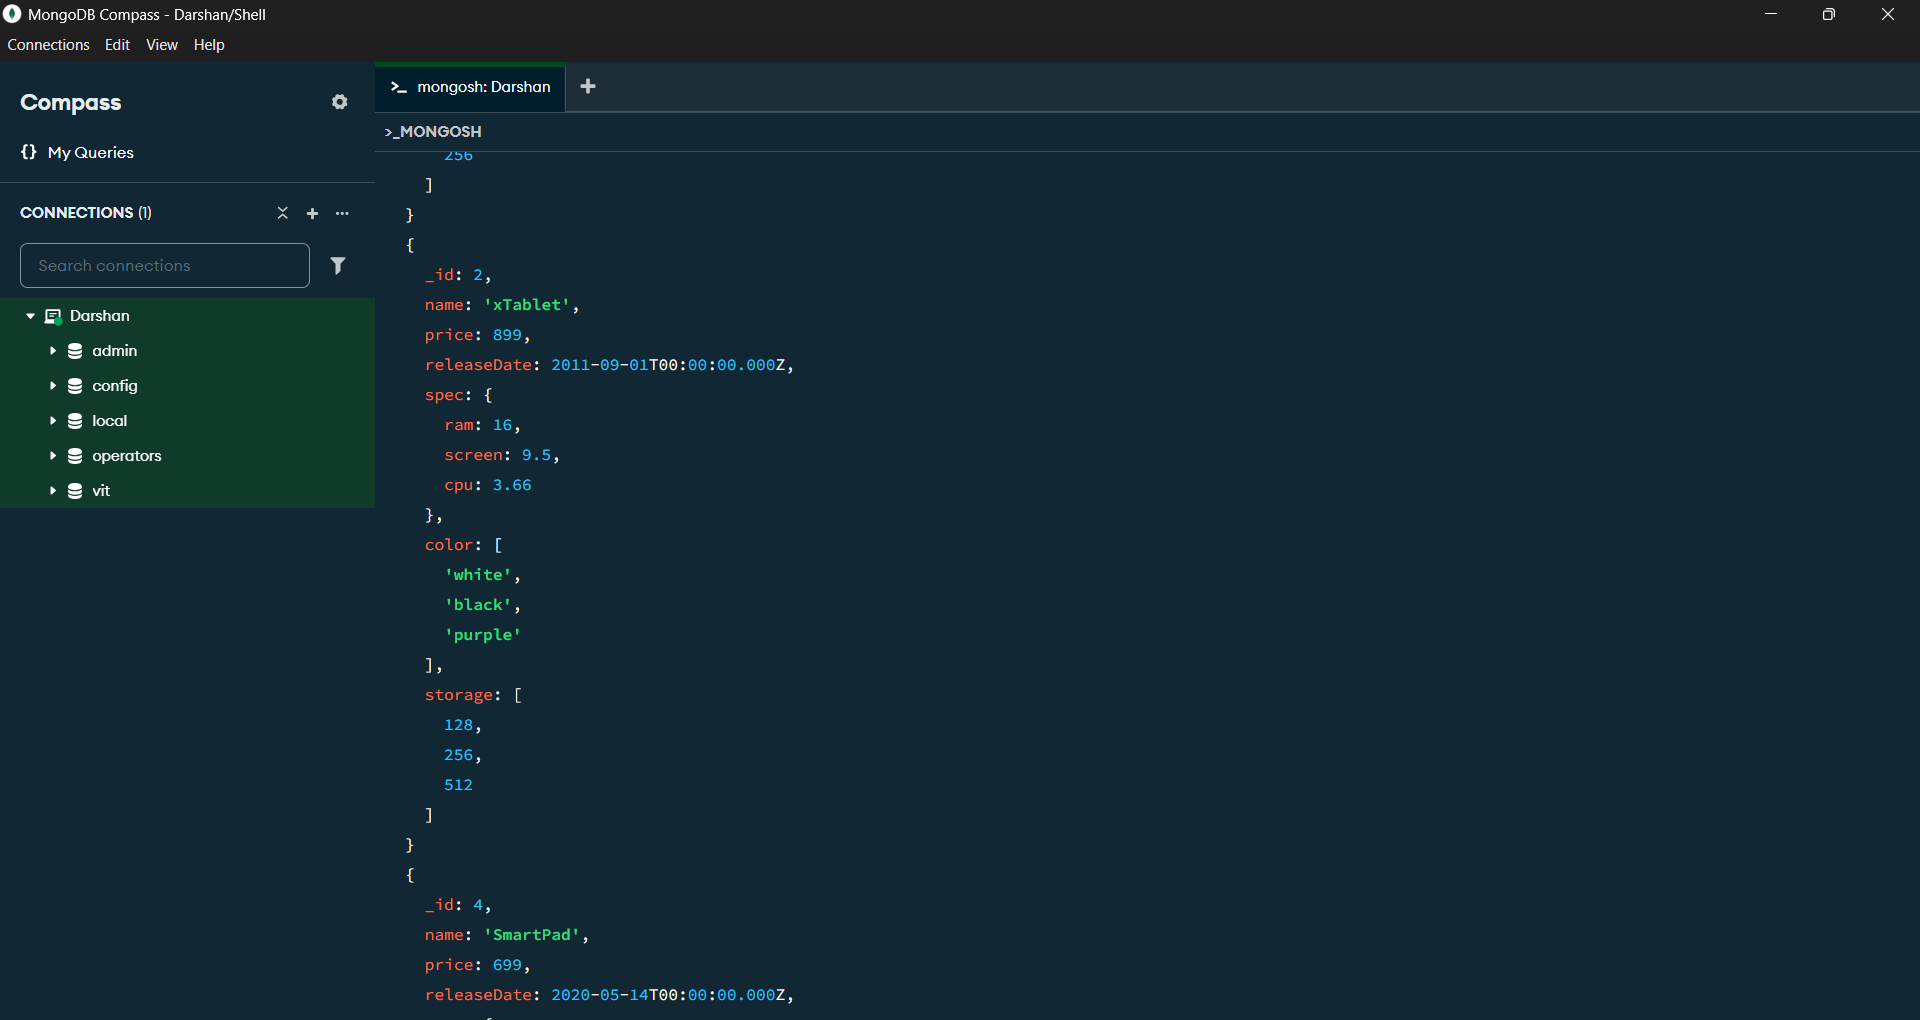 MongoDB Compass - Darshan/Shell
Connections Edit View Help
Compass
{} My Queries
CONNECTIONS (1)
Search connections
Darshan
admin
config
local
operators
vit
>_ mongosh: Darshan
>_MONGOSH
256
]
}
{
_id: 2,
name: 'xTablet',
price: 899,
releaseDate: 2011-09-01T00:00:00.000Z,
spec: {
ram: 16,
screen: 9.5,
cpu: 3.66
},
color: [
'white',
'black',
'purple'
],
storage: [
128,
256,
512
]
}
{
_id: 4,
name: 'SmartPad',
price: 699,
releaseDate: 2020-05-14T00:00:00.000Z,